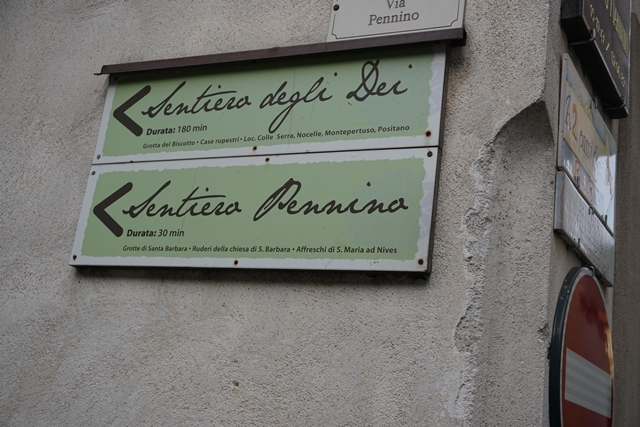 Via
Pennino
Sentiero degli Dei
Durata: 180 min
Grotta del Biscotto • Case rupestri • Loc. Colle Serra, Nocelle, Montepertuso, Positano
Sentiero Pennino
Durata: 30 min
Grotte di Santa Barbara • Ruderi della chiesa di S. Barbara • Affreschi di S. Maria ad Nives